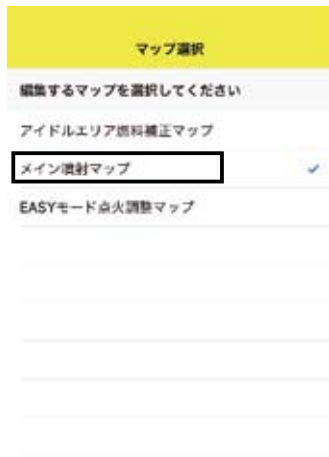 マップ選択
編集するマップを選択してください
アイドルエリア燃料補正マップ
メイン噴射マップ
EASYモード点火調整マップ